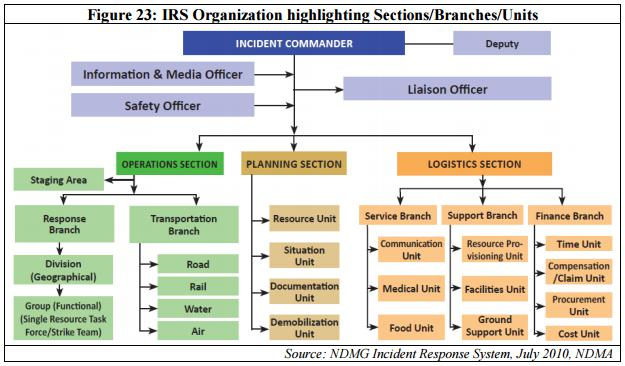 Figure 23: IRS Organization highlighting Sections/Branches/Units
INCIDENT COMMANDER
Deputy
Information & Media Officer
Liaison Officer
Safety Officer
OPERATIONS SECTION
PLANNING SECTION
LOGISTICS SECTION
Staging Area
Response
Branch
Division
(Geographical)
Group (Functional)
(Single Resource Task
Force/Strike Team)
Transportation
Branch
Road
Rail
Water
Air
Resource Unit
Situation
Unit
Documentation
Unit
Demobilization
Unit
Service Branch
Communication
Unit
Medical Unit
Food Unit
Support Branch
Resource Pro-
visioning Unit
Facilities Unit
Ground
Support Unit
Finance Branch
Time Unit
Compensation
/Claim Unit
Procurement
Unit
Cost Unit
Source: NDMG Incident Response System, July 2010, NDMA